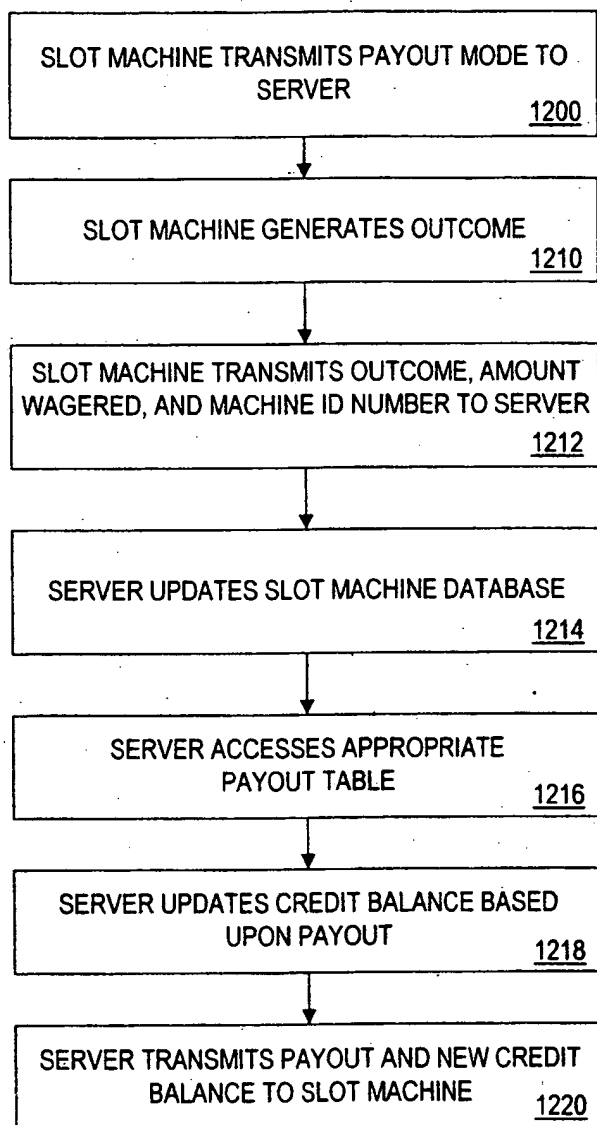 SLOT MACHINE TRANSMITS PAYOUT MODE TO
SERVER
1200
SLOT MACHINE GENERATES OUTCOME
1210
SLOT MACHINE TRANSMITS OUTCOME, AMOUNT
WAGERED, AND MACHINE ID NUMBER TO SERVER
1212
SERVER UPDATES SLOT MACHINE DATABASE
1214
SERVER ACCESSES APPROPRIATE
PAYOUT TABLE
1216
SERVER UPDATES CREDIT BALANCE BASED
UPON PAYOUT
1218
SERVER TRANSMITS PAYOUT AND NEW CREDIT
BALANCE TO SLOT MACHINE
1220